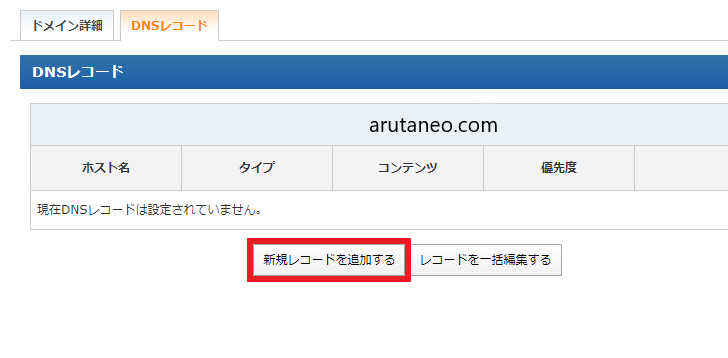 ドメイン詳細 DNSレコード
DNSレコード
arutaneo.com
ホスト名 タイプ コンテンツ 優先度
現在DNSレコードは設定されていません。
新規レコードを追加する レコードを一括編集する